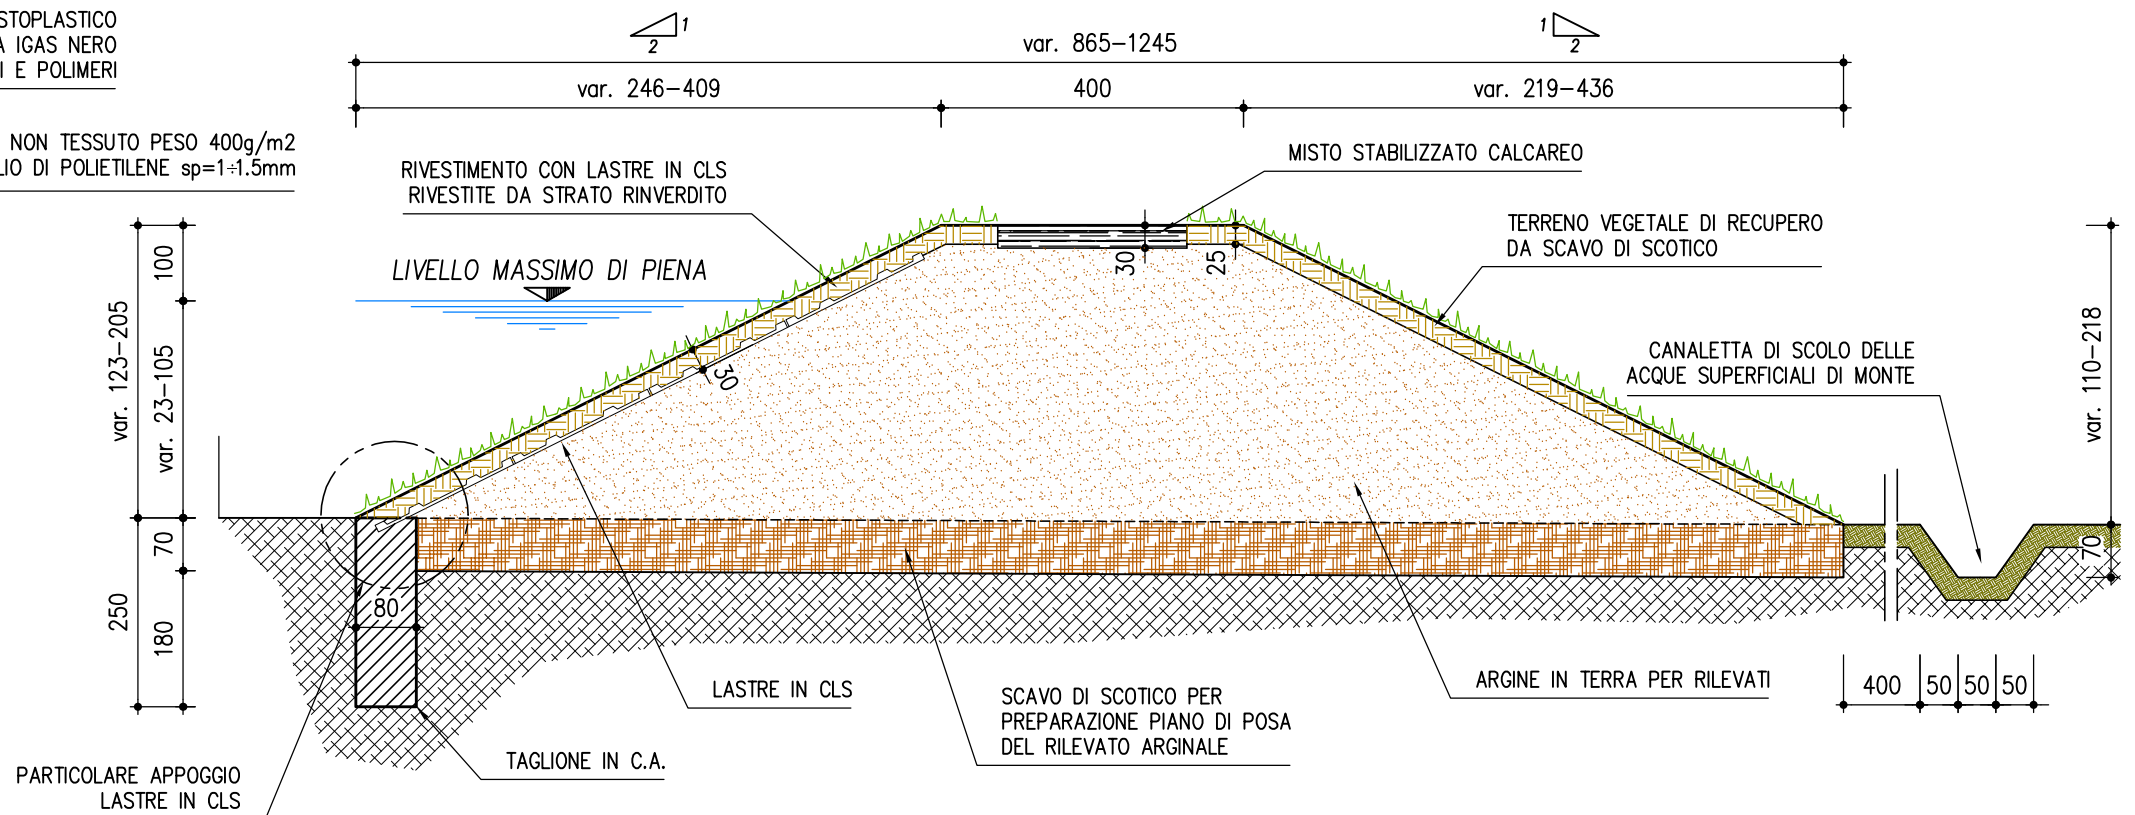 STOPLASTICO
A IGAS NERO
I E POLIMERI
NON TESSUTO PESO 400g/m2
LIO DI POLIETILENE sp=1÷1.5mm
1
2
var. 865-1245
1
2
var. 246-409
400
var. 219-436
RIVESTIMENTO CON LASTRE IN CLS
RIVESTITE DA STRATO RINVERDITO
MISTO STABILIZZATO CALCAREO
TERRENO VEGETALE DI RECUPERO
DA SCAVO DI SCOTICO
LIVELLO MASSIMO DI PIENA
30
25
100
var. 123-205
var. 23-105
30
CANALETTA DI SCOLO DELLE
ACQUE SUPERFICIALI DI MONTE
var. 110-218
70
70
80
250
180
LASTRE IN CLS
SCAVO DI SCOTICO PER
PREPARAZIONE PIANO DI POSA
DEL RILEVATO ARGINALE
ARGINE IN TERRA PER RILEVATI
400
50
50
50
TAGLIONE IN C.A.
PARTICOLARE APPOGGIO
LASTRE IN CLS